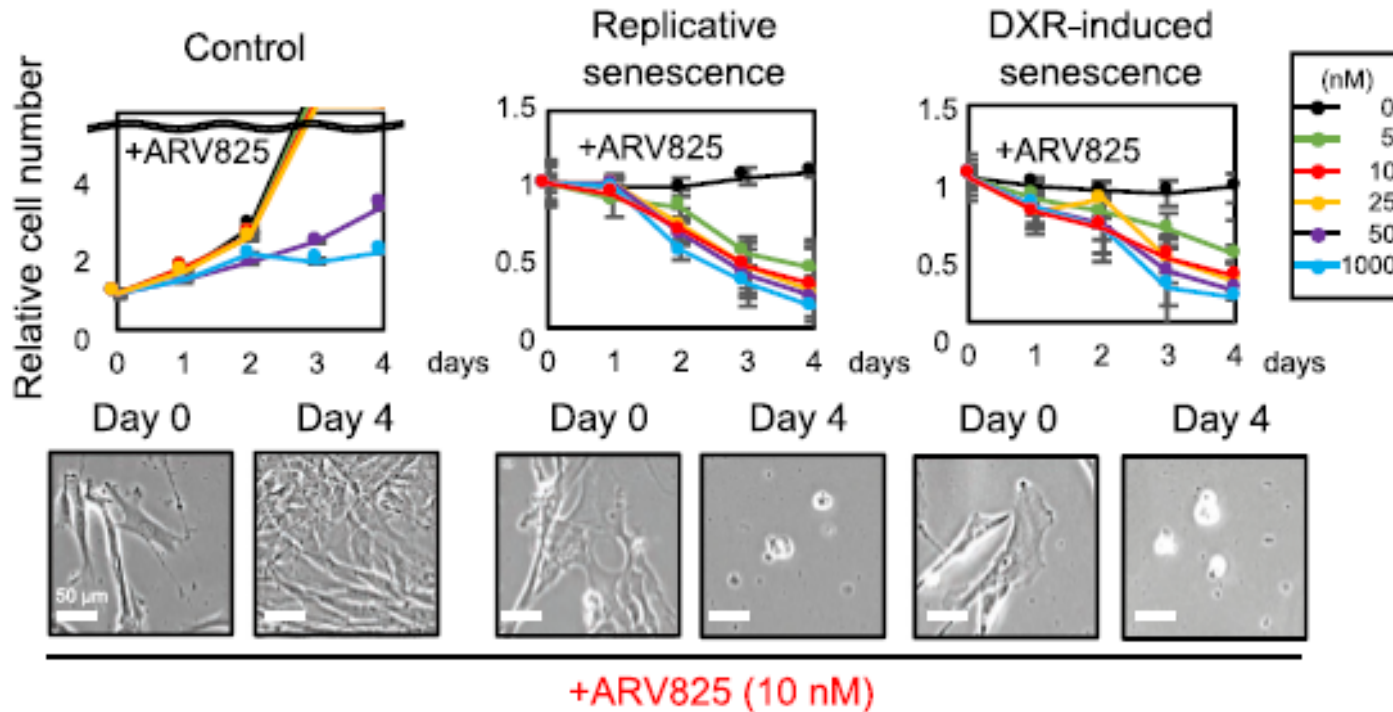 Control
Replicative
senescence
DXR-induced
senescence
Relative cell number
+ARV825
4
2
0
0 1 2 3 4 days
1.5
+ARV825
1
0.5
0
0 1 2 3 4 days
1.5
+ARV825
1
0.5
0
0 1 2 3 4 days
(nM)
0
5
10
25
50
1000
Day 0 Day 4 Day 0 Day 4 Day 0 Day 4
50 μm
+ARV825 (10 nM)